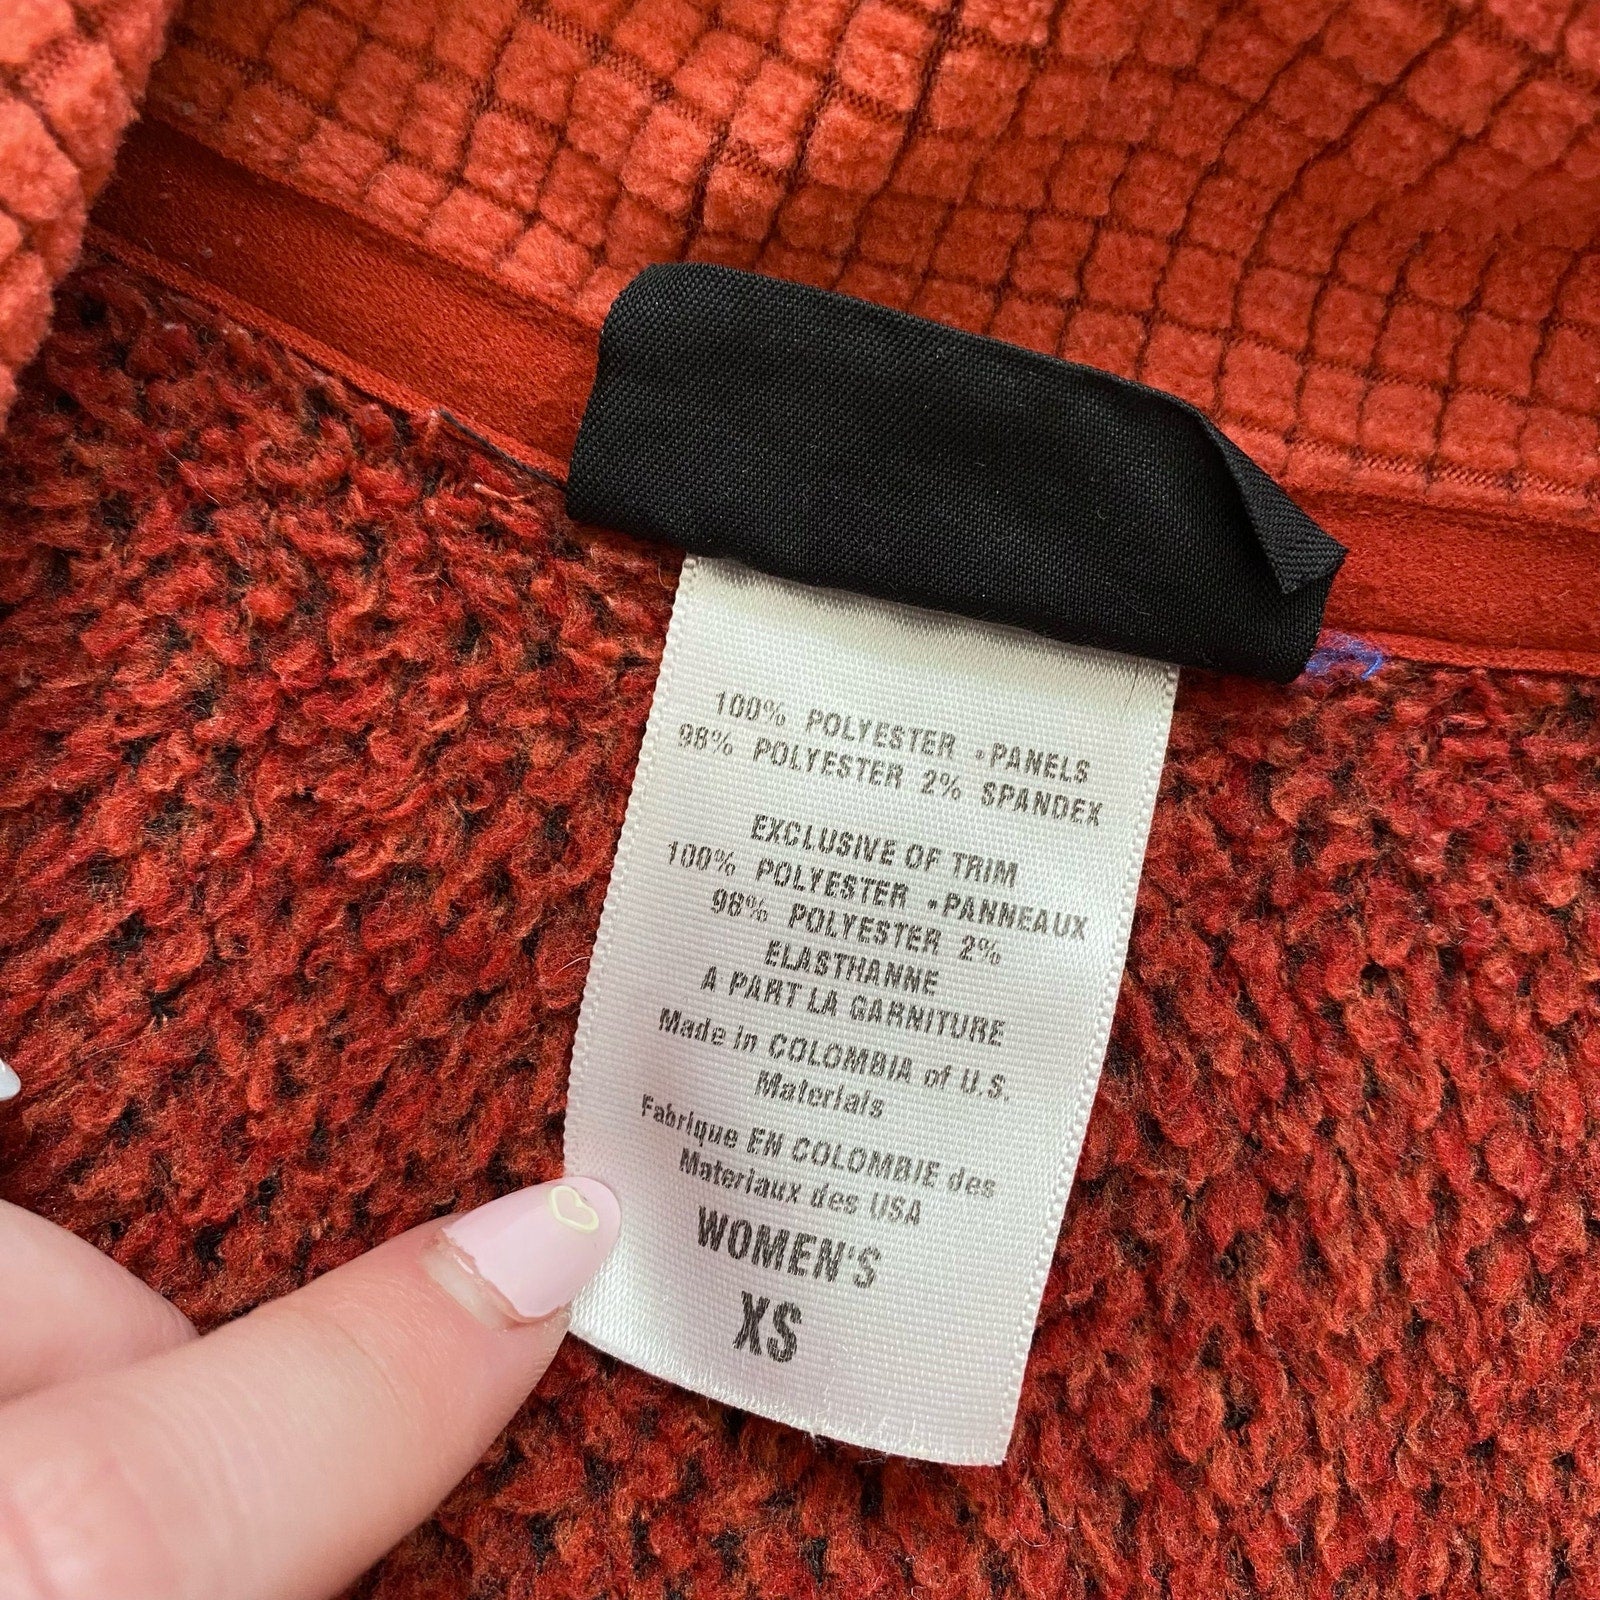 100% POLYESTER •PANELS
98% POLYESTER 2% SPANDEX
EXCLUSIVE OF TRIM
100% POLYESTER •PANNEAUX
98% POLYESTER 2%
ELASTHANNE
A PART LA GARNITURE
Made in COLOMBIA of U.S.
Materials
Fabrique EN COLOMBIE des
Materiaux des USA
WOMEN'S
XS